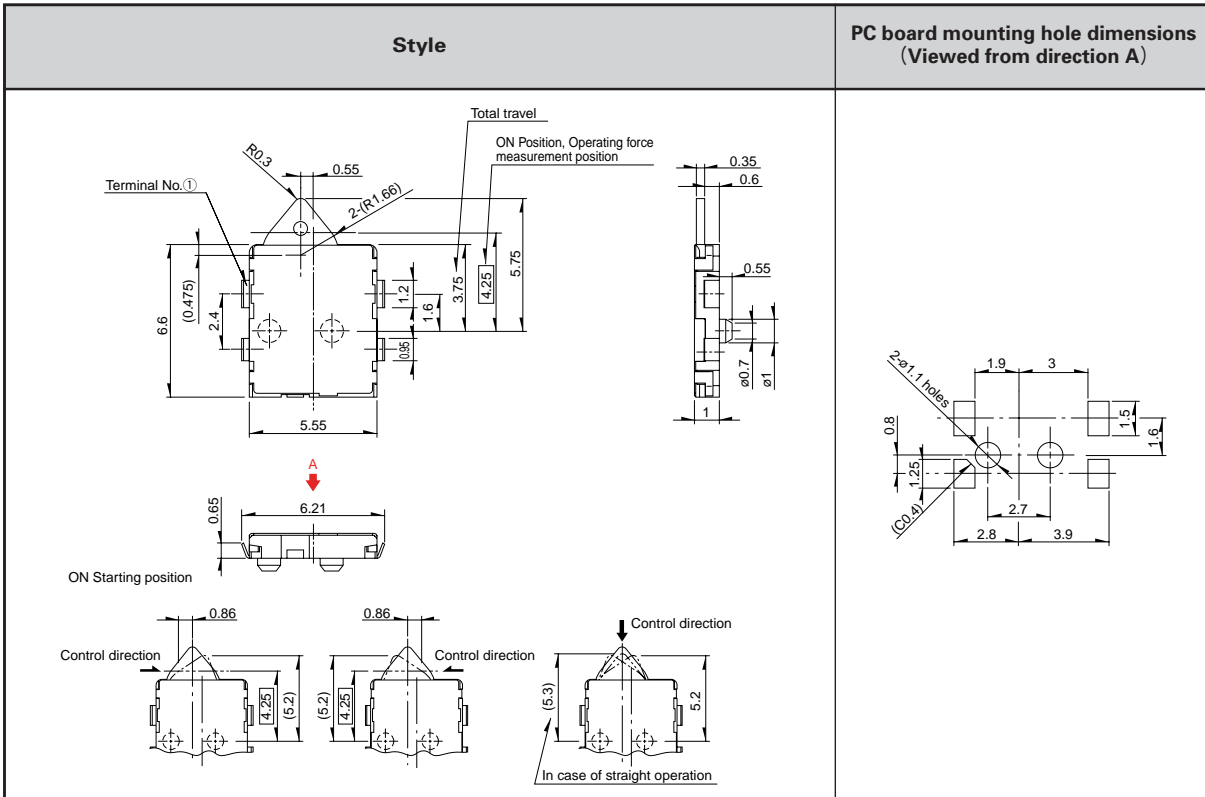 Style
PC board mounting hole dimensions
（Viewed from direction A）
Total travel
ON Position, Operating force
measurement position
R0.3
0.55
2-(R1.66)
Terminal No.①
6.6
(0.475)
2.4
1.2
0.95
1.6
3.75
4.25
5.75
5.55
0.35
0.6
0.55
ø0.7
ø1
1
A
6.21
0.65
ON Starting position
0.86
Control direction
4.25
(5.2)
0.86
Control direction
(5.2)
4.25
Control direction
(5.3)
5.2
In case of straight operation
2-ø1.1 holes
1.9
3
1.5
1.6
0.8
1.25
(C0.4)
2.7
2.8
3.9